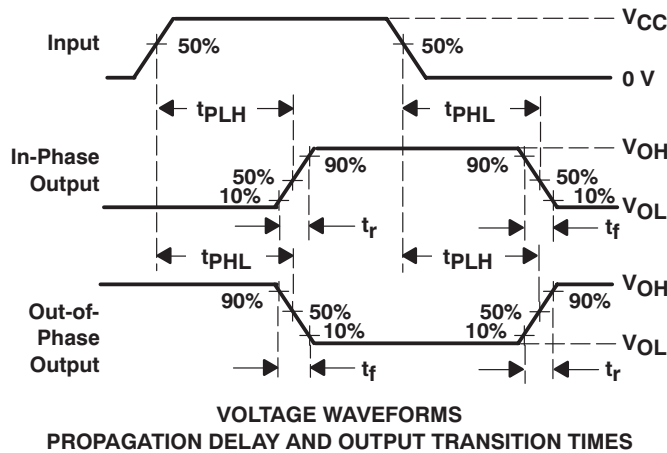 Input
50%
50%
VCC
0 V
tPLH
tPHL
In-Phase
Output
50%
10%
90%
90%
50%
10%
VOH
VOL
tr
tf
tPHL
tPLH
Out-of-
Phase
Output
90%
50%
10%
10%
50%
90%
VOH
VOL
tf
tr
VOLTAGE WAVEFORMS
PROPAGATION DELAY AND OUTPUT TRANSITION TIMES